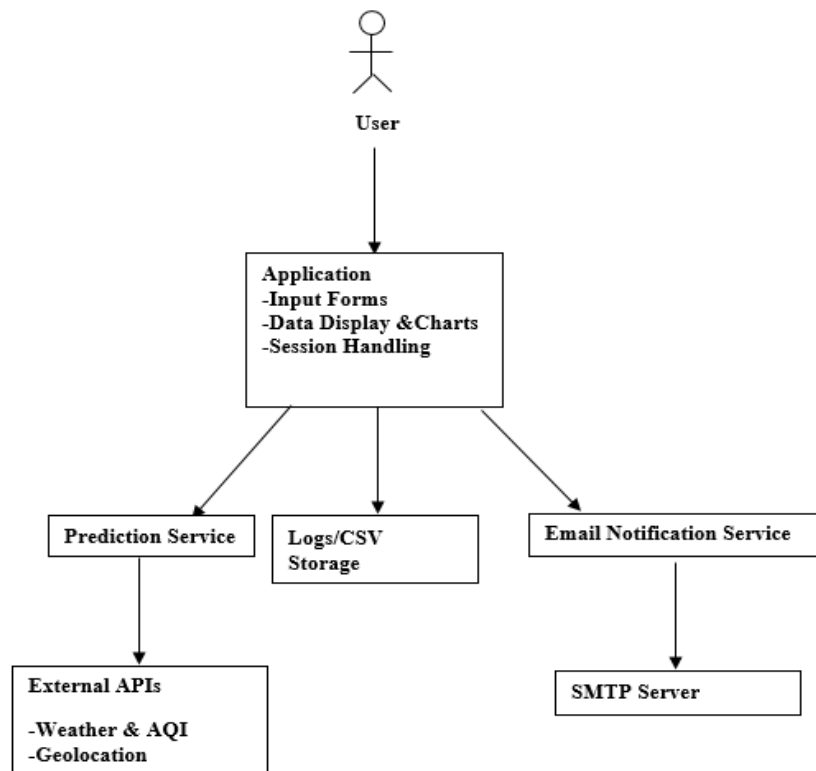 User
Application
-Input Forms
-Data Display &Charts
-Session Handling
Prediction Service
Logs/CSV
Storage
Email Notification Service
External APIs
-Weather & AQI
-Geolocation
SMTP Server